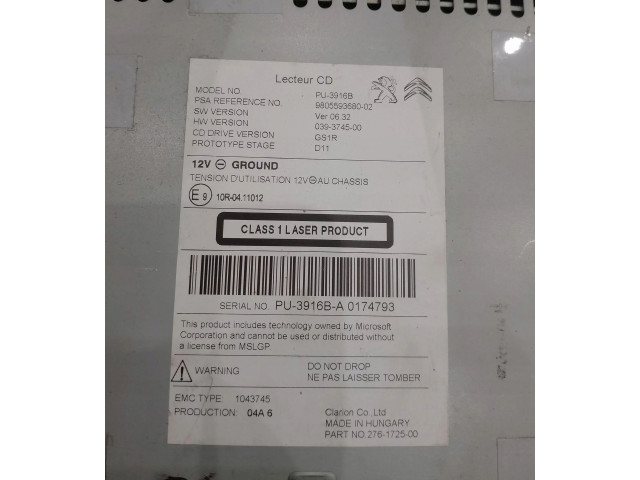 Lecteur CD
MODEL NO PU-3916B
PSA REFERENCE NO. 9805593680-02
SW VERSION Ver 06.32
HW VERSION 039-3745-00
CD DRIVE VERSION GS1R
PROTOTYPE STAGE D11
12V ⊖ GROUND
TENSION D'UTILISATION 12V⊖AU CHASSIS
E9 10R-04.11012
CLASS 1 LASER PRODUCT
SERIAL NO PU-3916B-A 0174793
This product includes technology owned by Microsoft
Corporation and cannot be used or distributed without
a license from MSLGP.
WARNING DO NOT DROP
NE PAS LAISSER TOMBER
EMC TYPE 1043745
PRODUCTION: 04A 6 Clarion Co.,Ltd
MADE IN HUNGARY
PART NO.276-1725-00